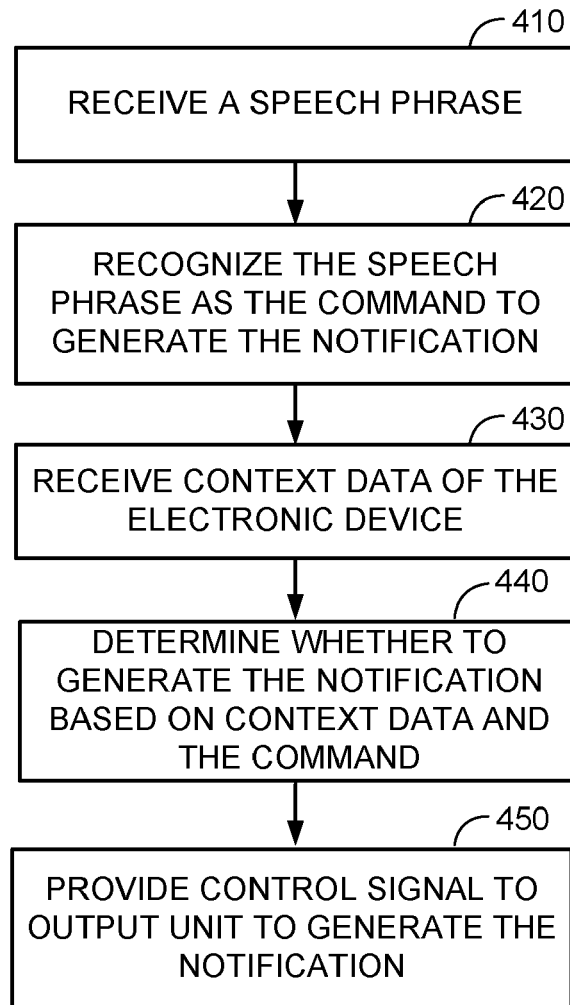 410
RECEIVE A SPEECH PHRASE
420
RECOGNIZE THE SPEECH
PHRASE AS THE COMMAND TO
GENERATE THE NOTIFICATION
430
RECEIVE CONTEXT DATA OF THE
ELECTRONIC DEVICE
440
DETERMINE WHETHER TO
GENERATE THE NOTIFICATION
BASED ON CONTEXT DATA AND
THE COMMAND
450
PROVIDE CONTROL SIGNAL TO
OUTPUT UNIT TO GENERATE THE
NOTIFICATION